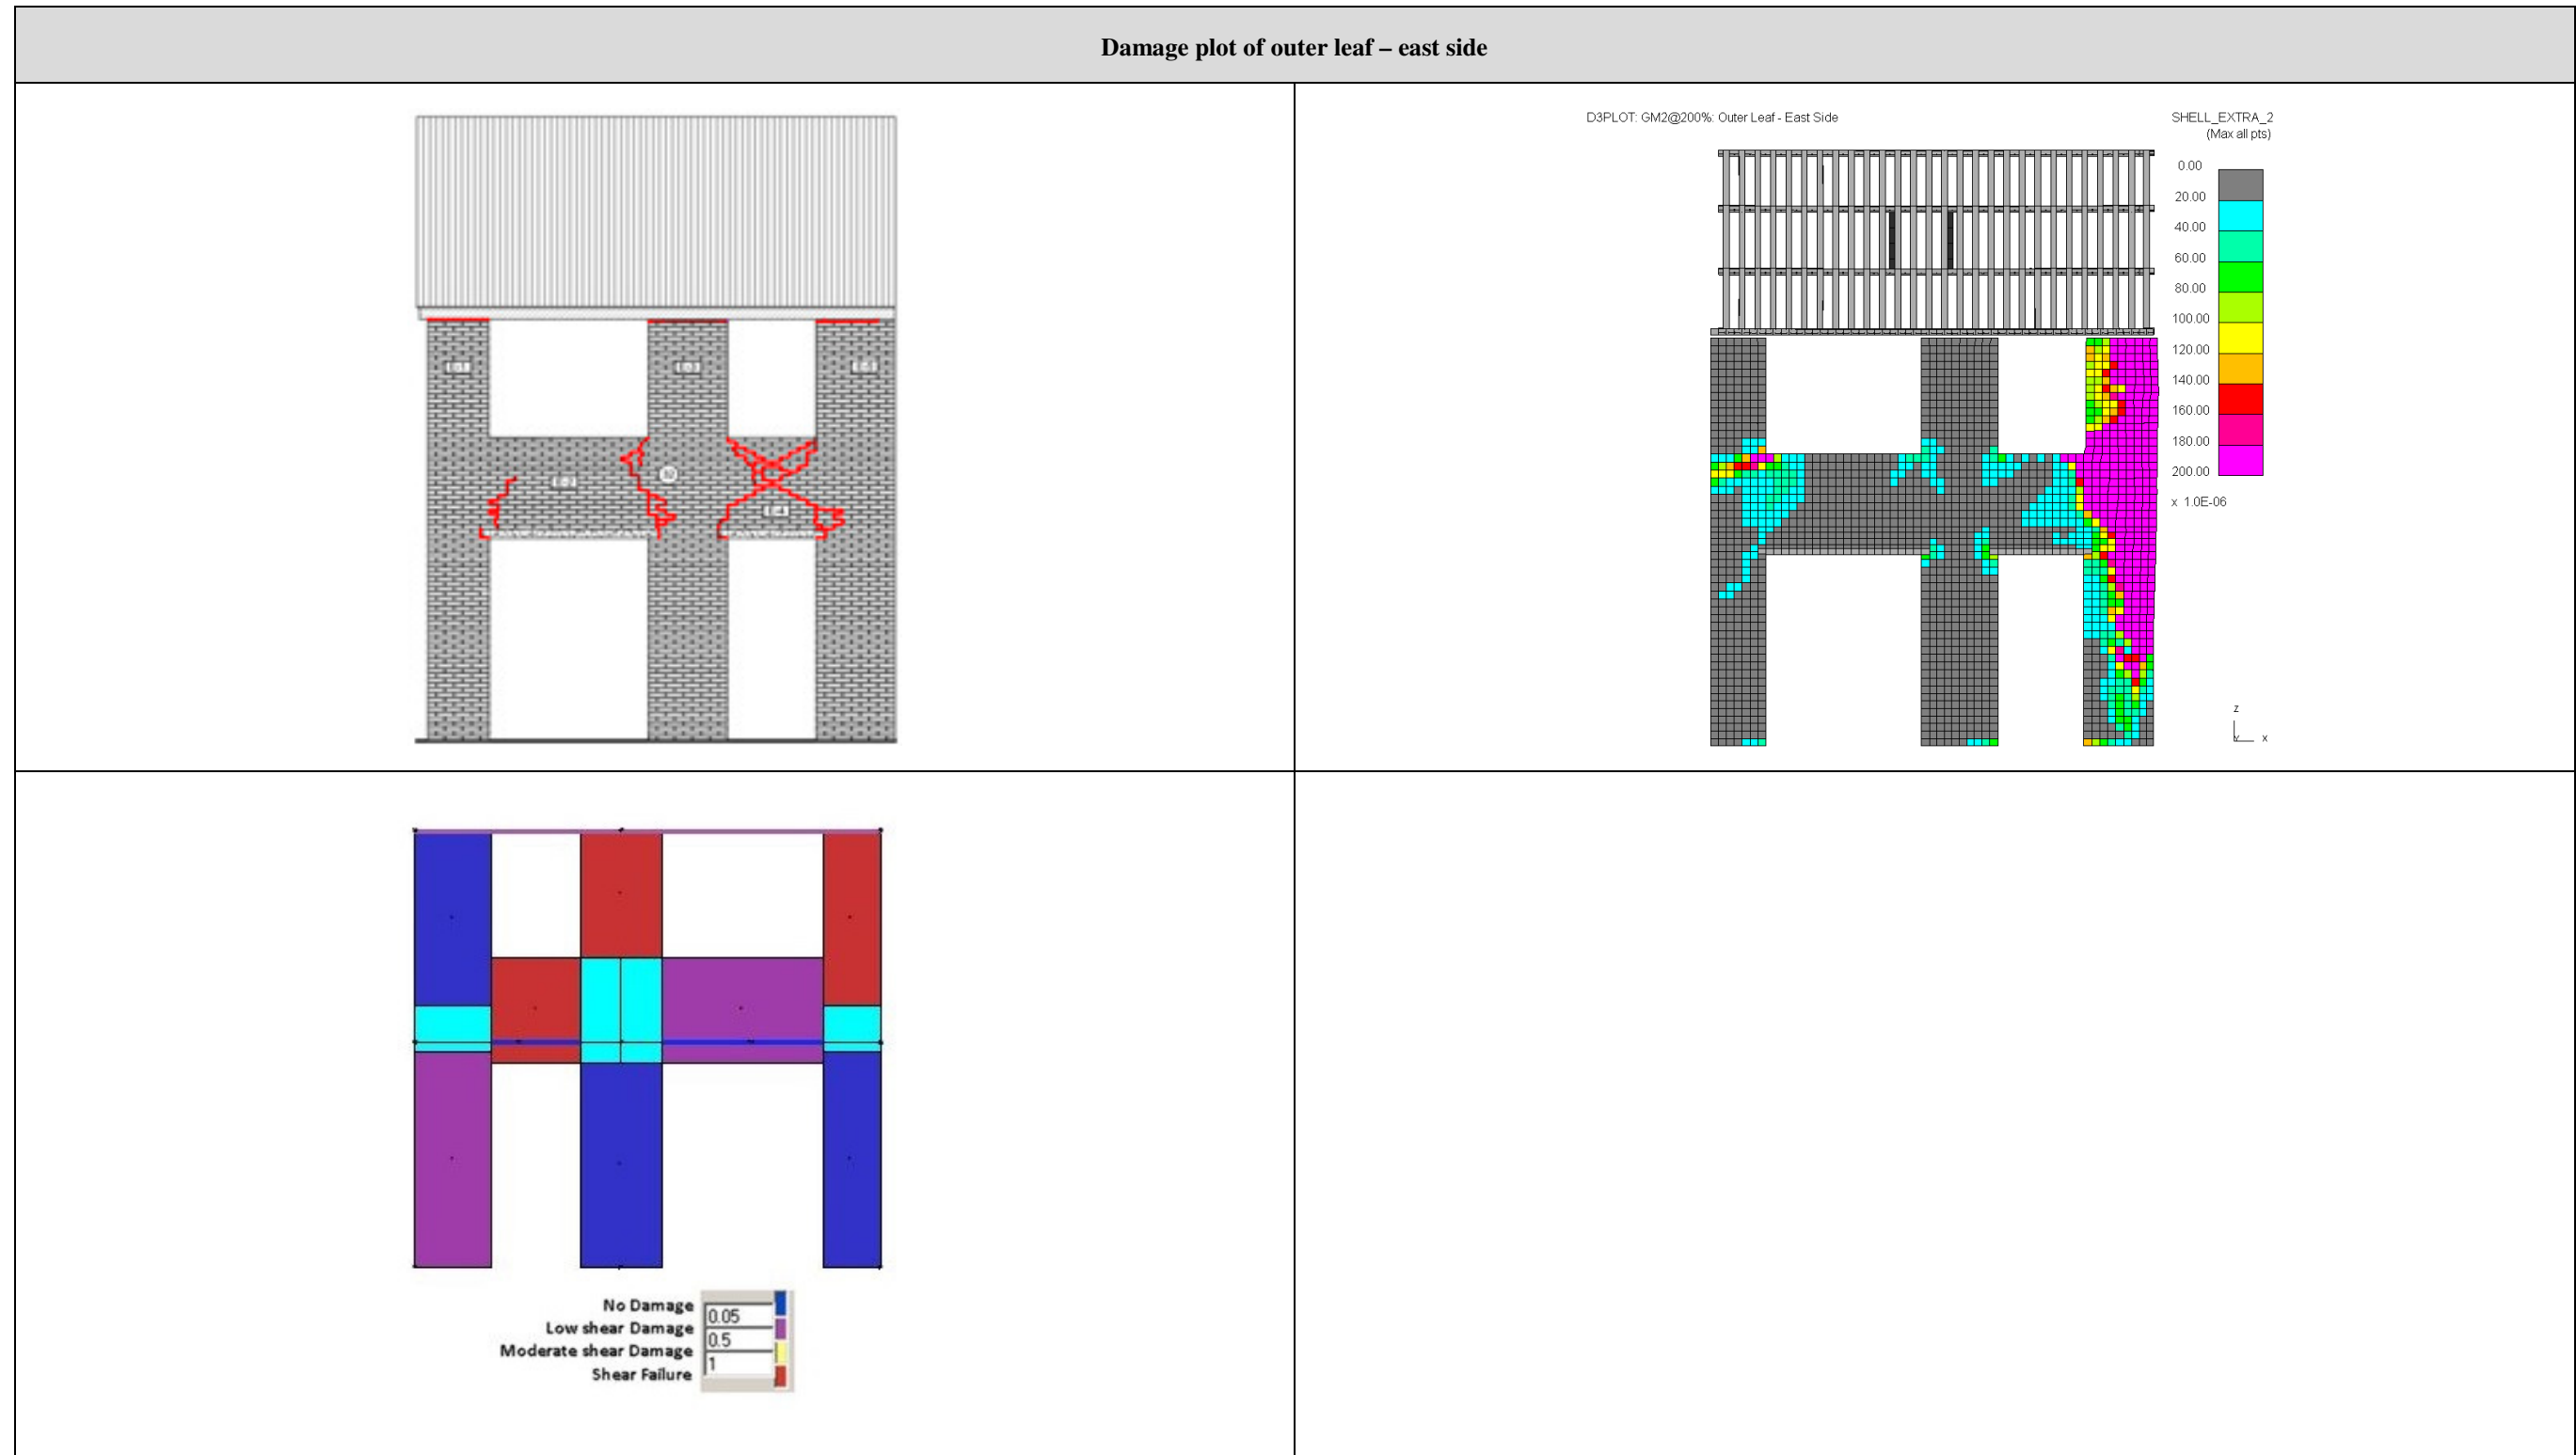 Damage plot of outer leaf – east side
D3PLOT: GM2@200%: Outer Leaf - East Side
SHELL_EXTRA_2
(Max all pts)
0.00
20.00
40.00
60.00
80.00
100.00
120.00
140.00
160.00
180.00
200.00
x 1.0E-06
z
x
No Damage
0.05
Low shear Damage
0.5
Moderate shear Damage
1
Shear Failure